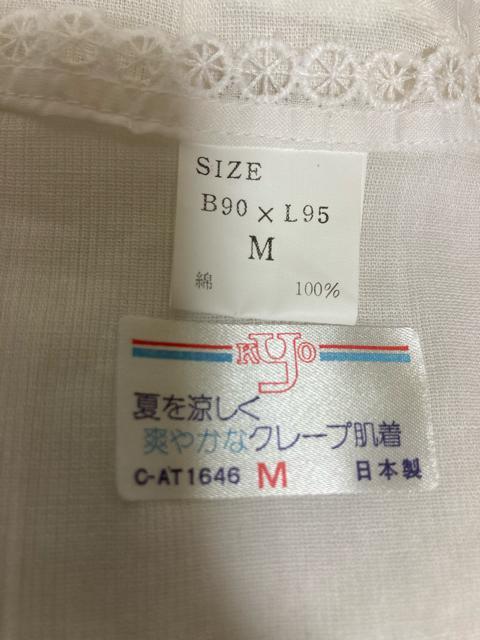 SIZE
B90 × L95
M
綿 100%
KyO
夏を涼しく
爽やかなクレープ肌着
C-AT1646 M 日本製